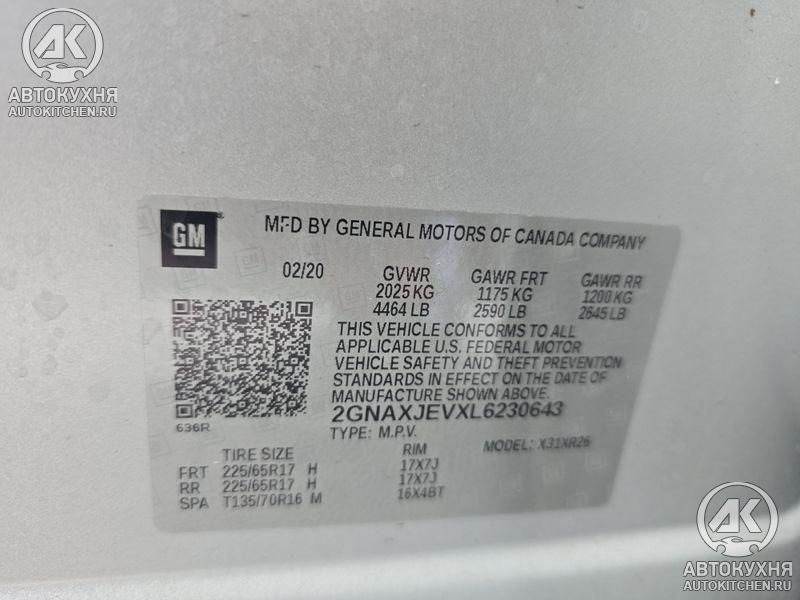 AK
АВТОКУХНЯ
AUTOKITCHEN.RU
GM
MFD BY GENERAL MOTORS OF CANADA COMPANY
02/20 GVWR GAWR FRT GAWR RR
2025 KG 1175 KG 1200 KG
4464 LB 2590 LB 2645 LB
THIS VEHICLE CONFORMS TO ALL
APPLICABLE U.S. FEDERAL MOTOR
VEHICLE SAFETY AND THEFT PREVENTION
STANDARDS IN EFFECT ON THE DATE OF
MANUFACTURE SHOWN ABOVE.
2GNAXJEVXL6230643
636R
TYPE: M.P.V. MODEL: X31XR26
TIRE SIZE RIM
FRT 225/65R17 H 17X7J
RR 225/65R17 H 17X7J
SPA T135/70R16 M 16X4BT
AK
АВТОКУХНЯ
AUTOKITCHEN.RU